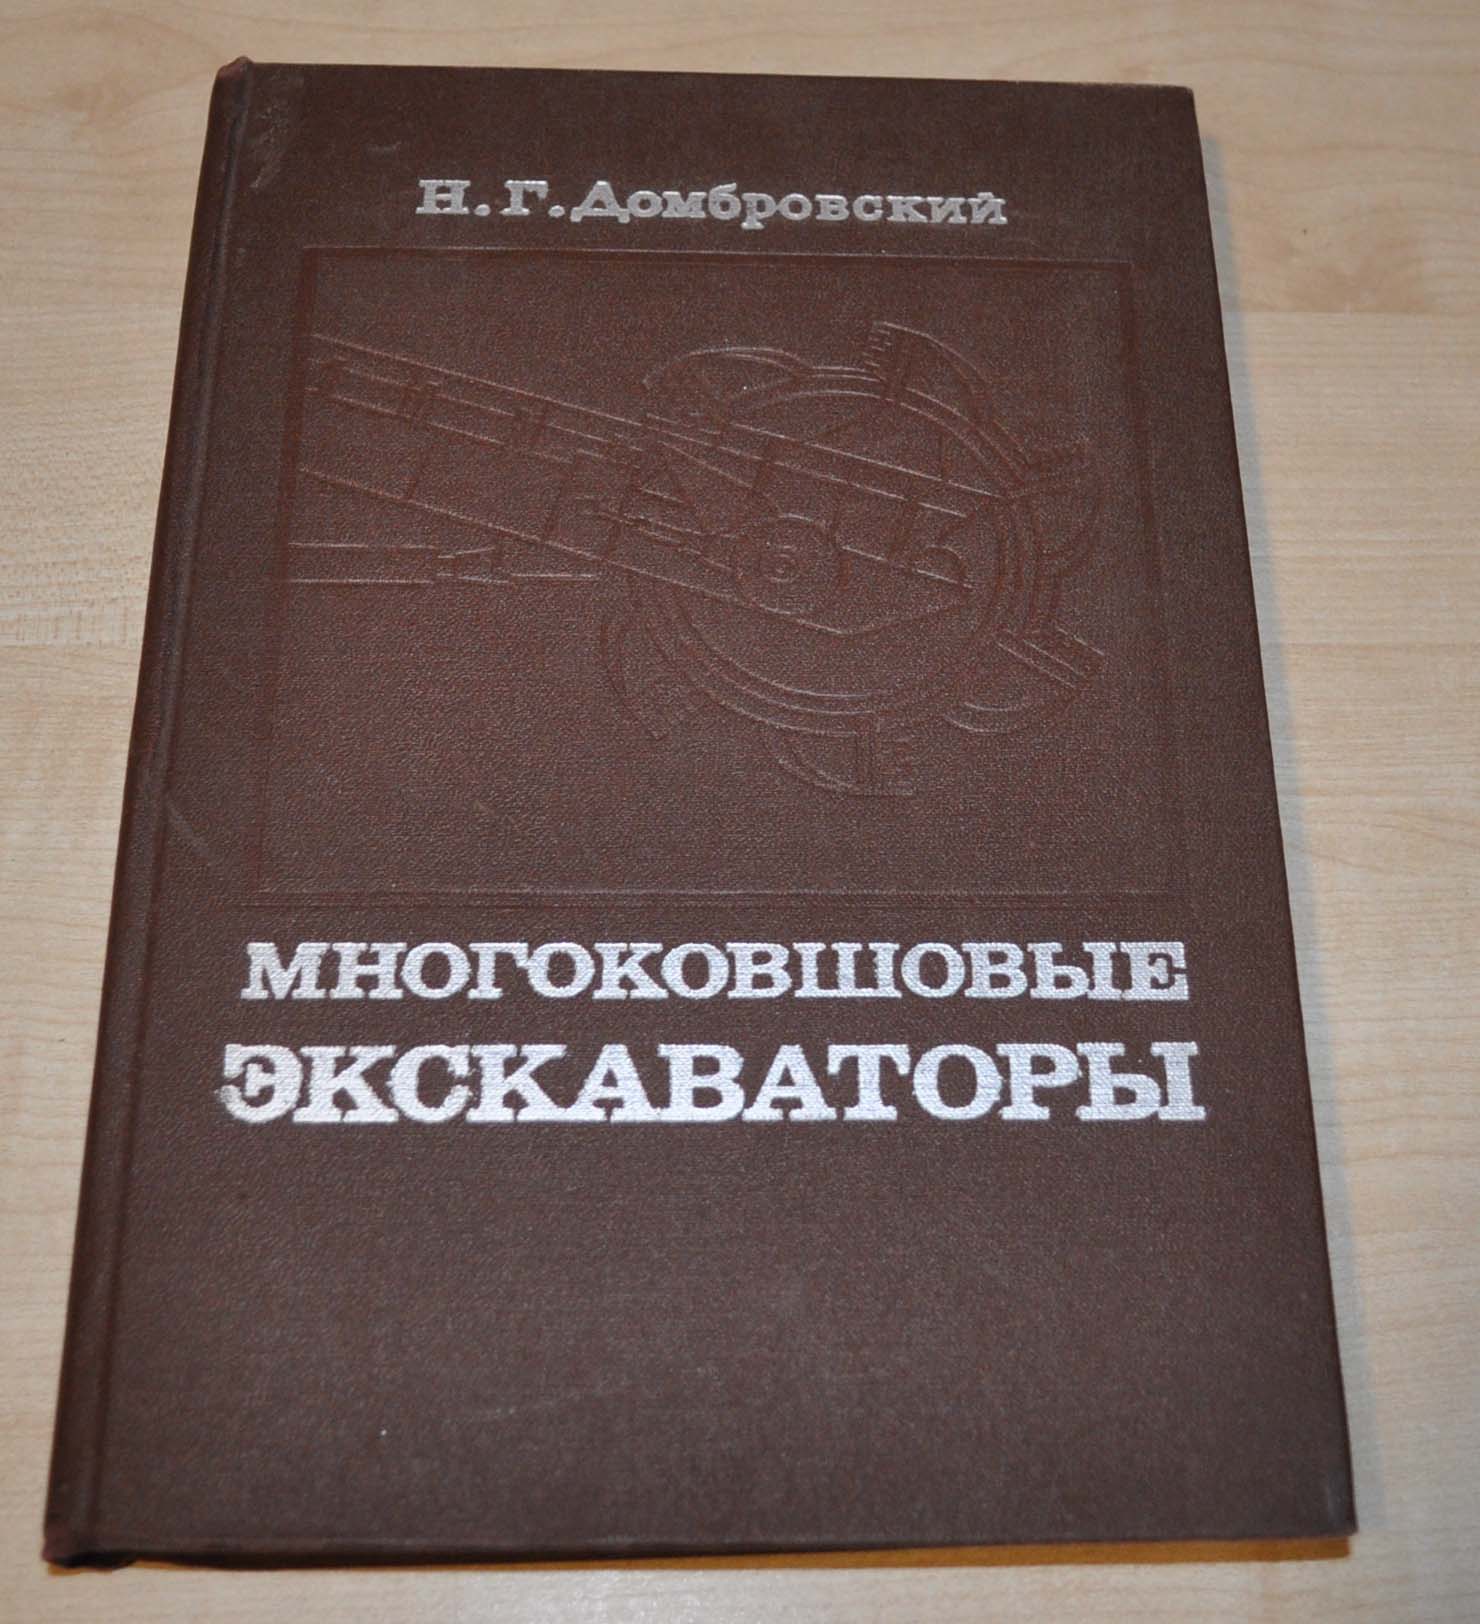 Н. Г. Домбровский
МНОГОКОВШОВЫЕ
ЭКСКАВАТОРЫ